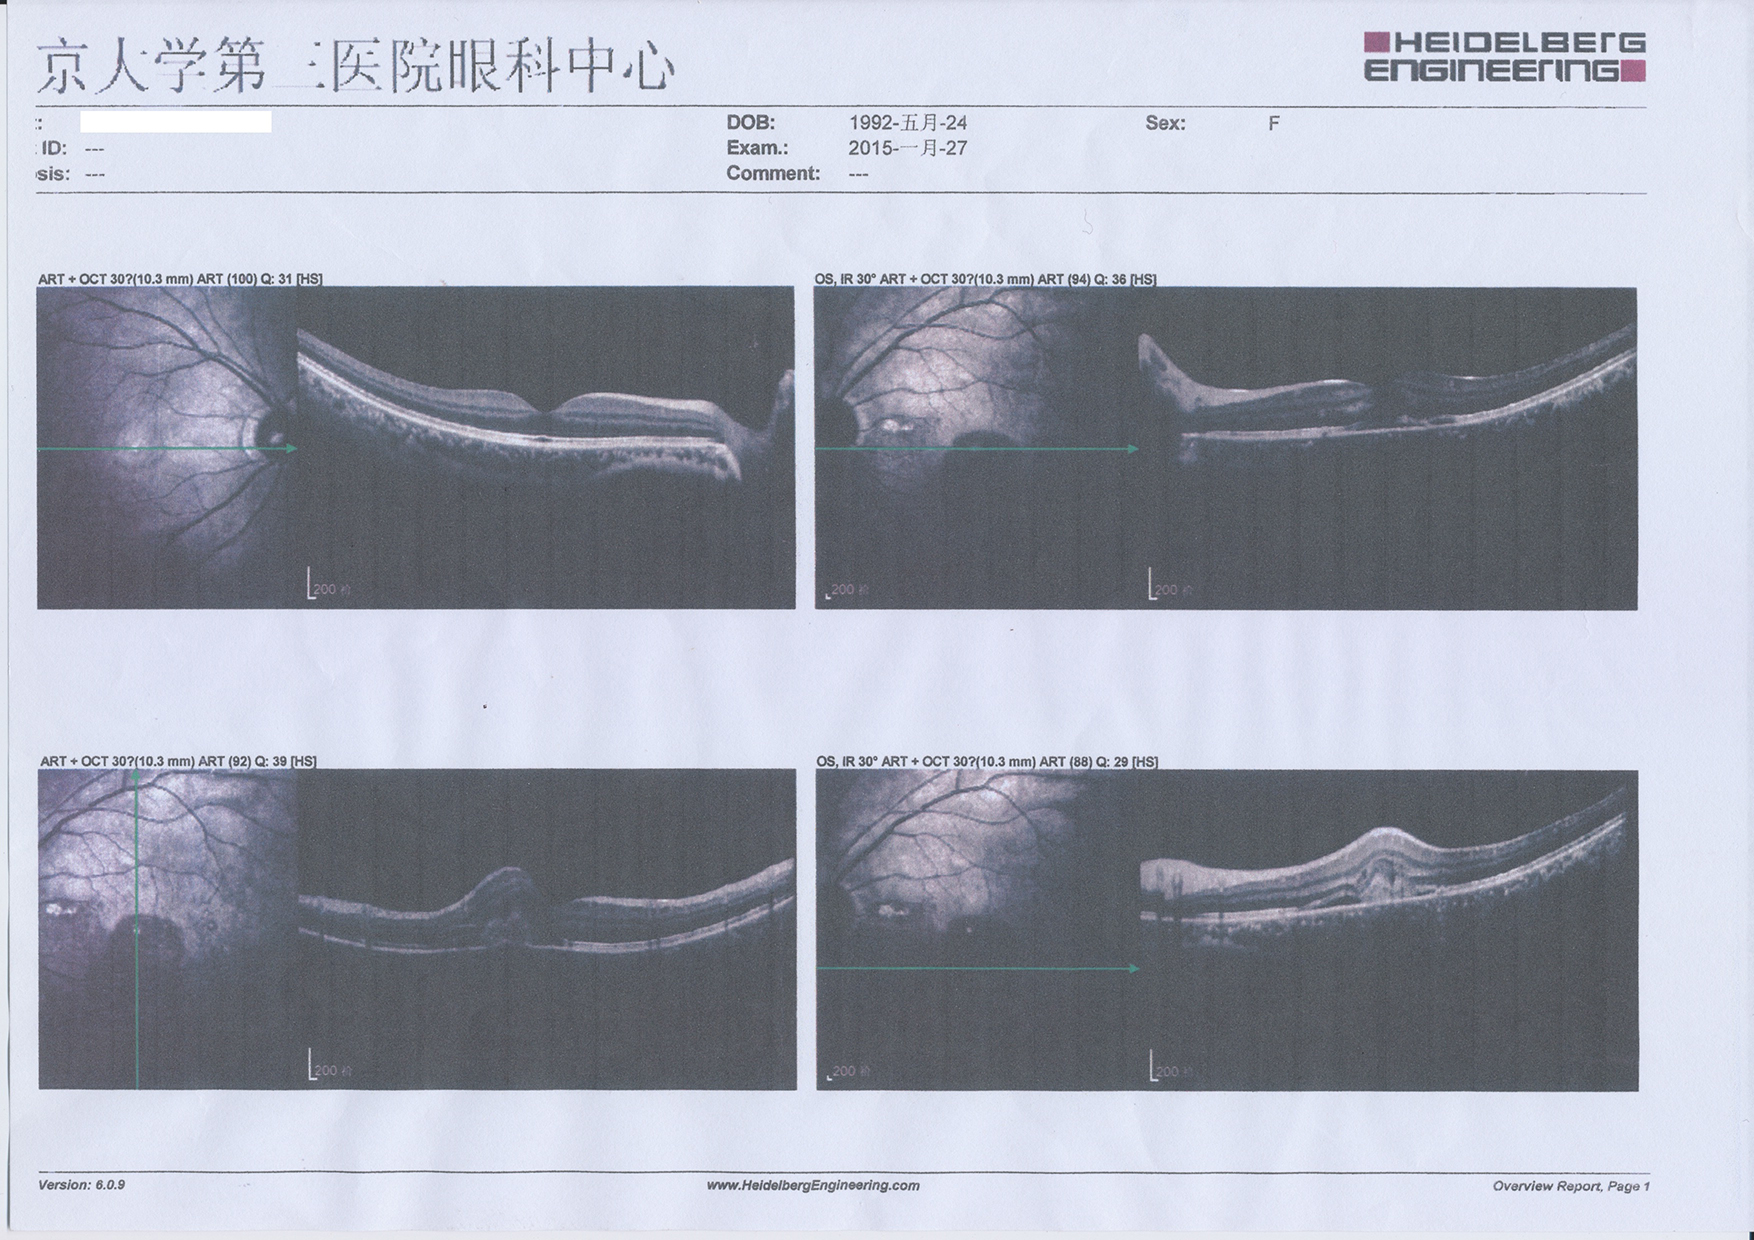 京大学第三医院眼科中心
HEIDELBERG
ENGINEERING
:
DOB: 1992-五月-24 Sex: F
ID: --- Exam.: 2015-一月-27
sis: --- Comment: ---
ART + OCT 30?(10.3 mm) ART (100) Q: 31 [HS]
OS, IR 30° ART + OCT 30?(10.3 mm) ART (94) Q: 36 [HS]
200
200
200
ART + OCT 30?(10.3 mm) ART (92) Q: 39 [HS]
OS, IR 30° ART + OCT 30?(10.3 mm) ART (88) Q: 29 [HS]
200
200
200
Version: 6.0.9 www.HeidelbergEngineering.com Overview Report, Page 1